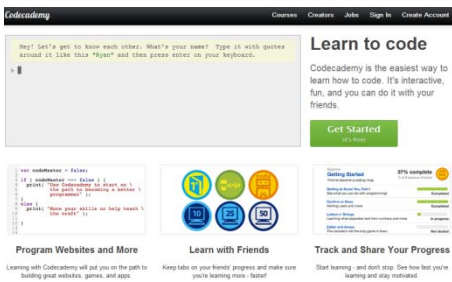 Codecademy
Courses Creators Jobs Sign In Create Account
Hey! Let's get to know each other. What's your name? Type it with quotes
around it like this "Ryan" and then press enter on your keyboard.
>
Learn to code
Codecademy is the easiest way to
learn how to code. It's interactive,
fun, and you can do it with your
friends.
Get Started
var codeMaster = false;
if ( codeMaster === false ) {
print( "Use Codecademy to start on \
the path to becoming a better \
programmer" );
}
else {
print( "Hone your skills or help teach \
the craft" );
}
10
25
50
Getting Started
37% complete
Completed
Completed
In progress
Not started
Program Websites and More
Learn with Friends
Track and Share Your Progress
Learning with Codecademy will put you on the path to
building great websites, games, and apps
Keep tabs on your friends' progress and make sure
you're learning more - faster!
Start learning - and don't stop. See how fast you're
learning and stay motivated.